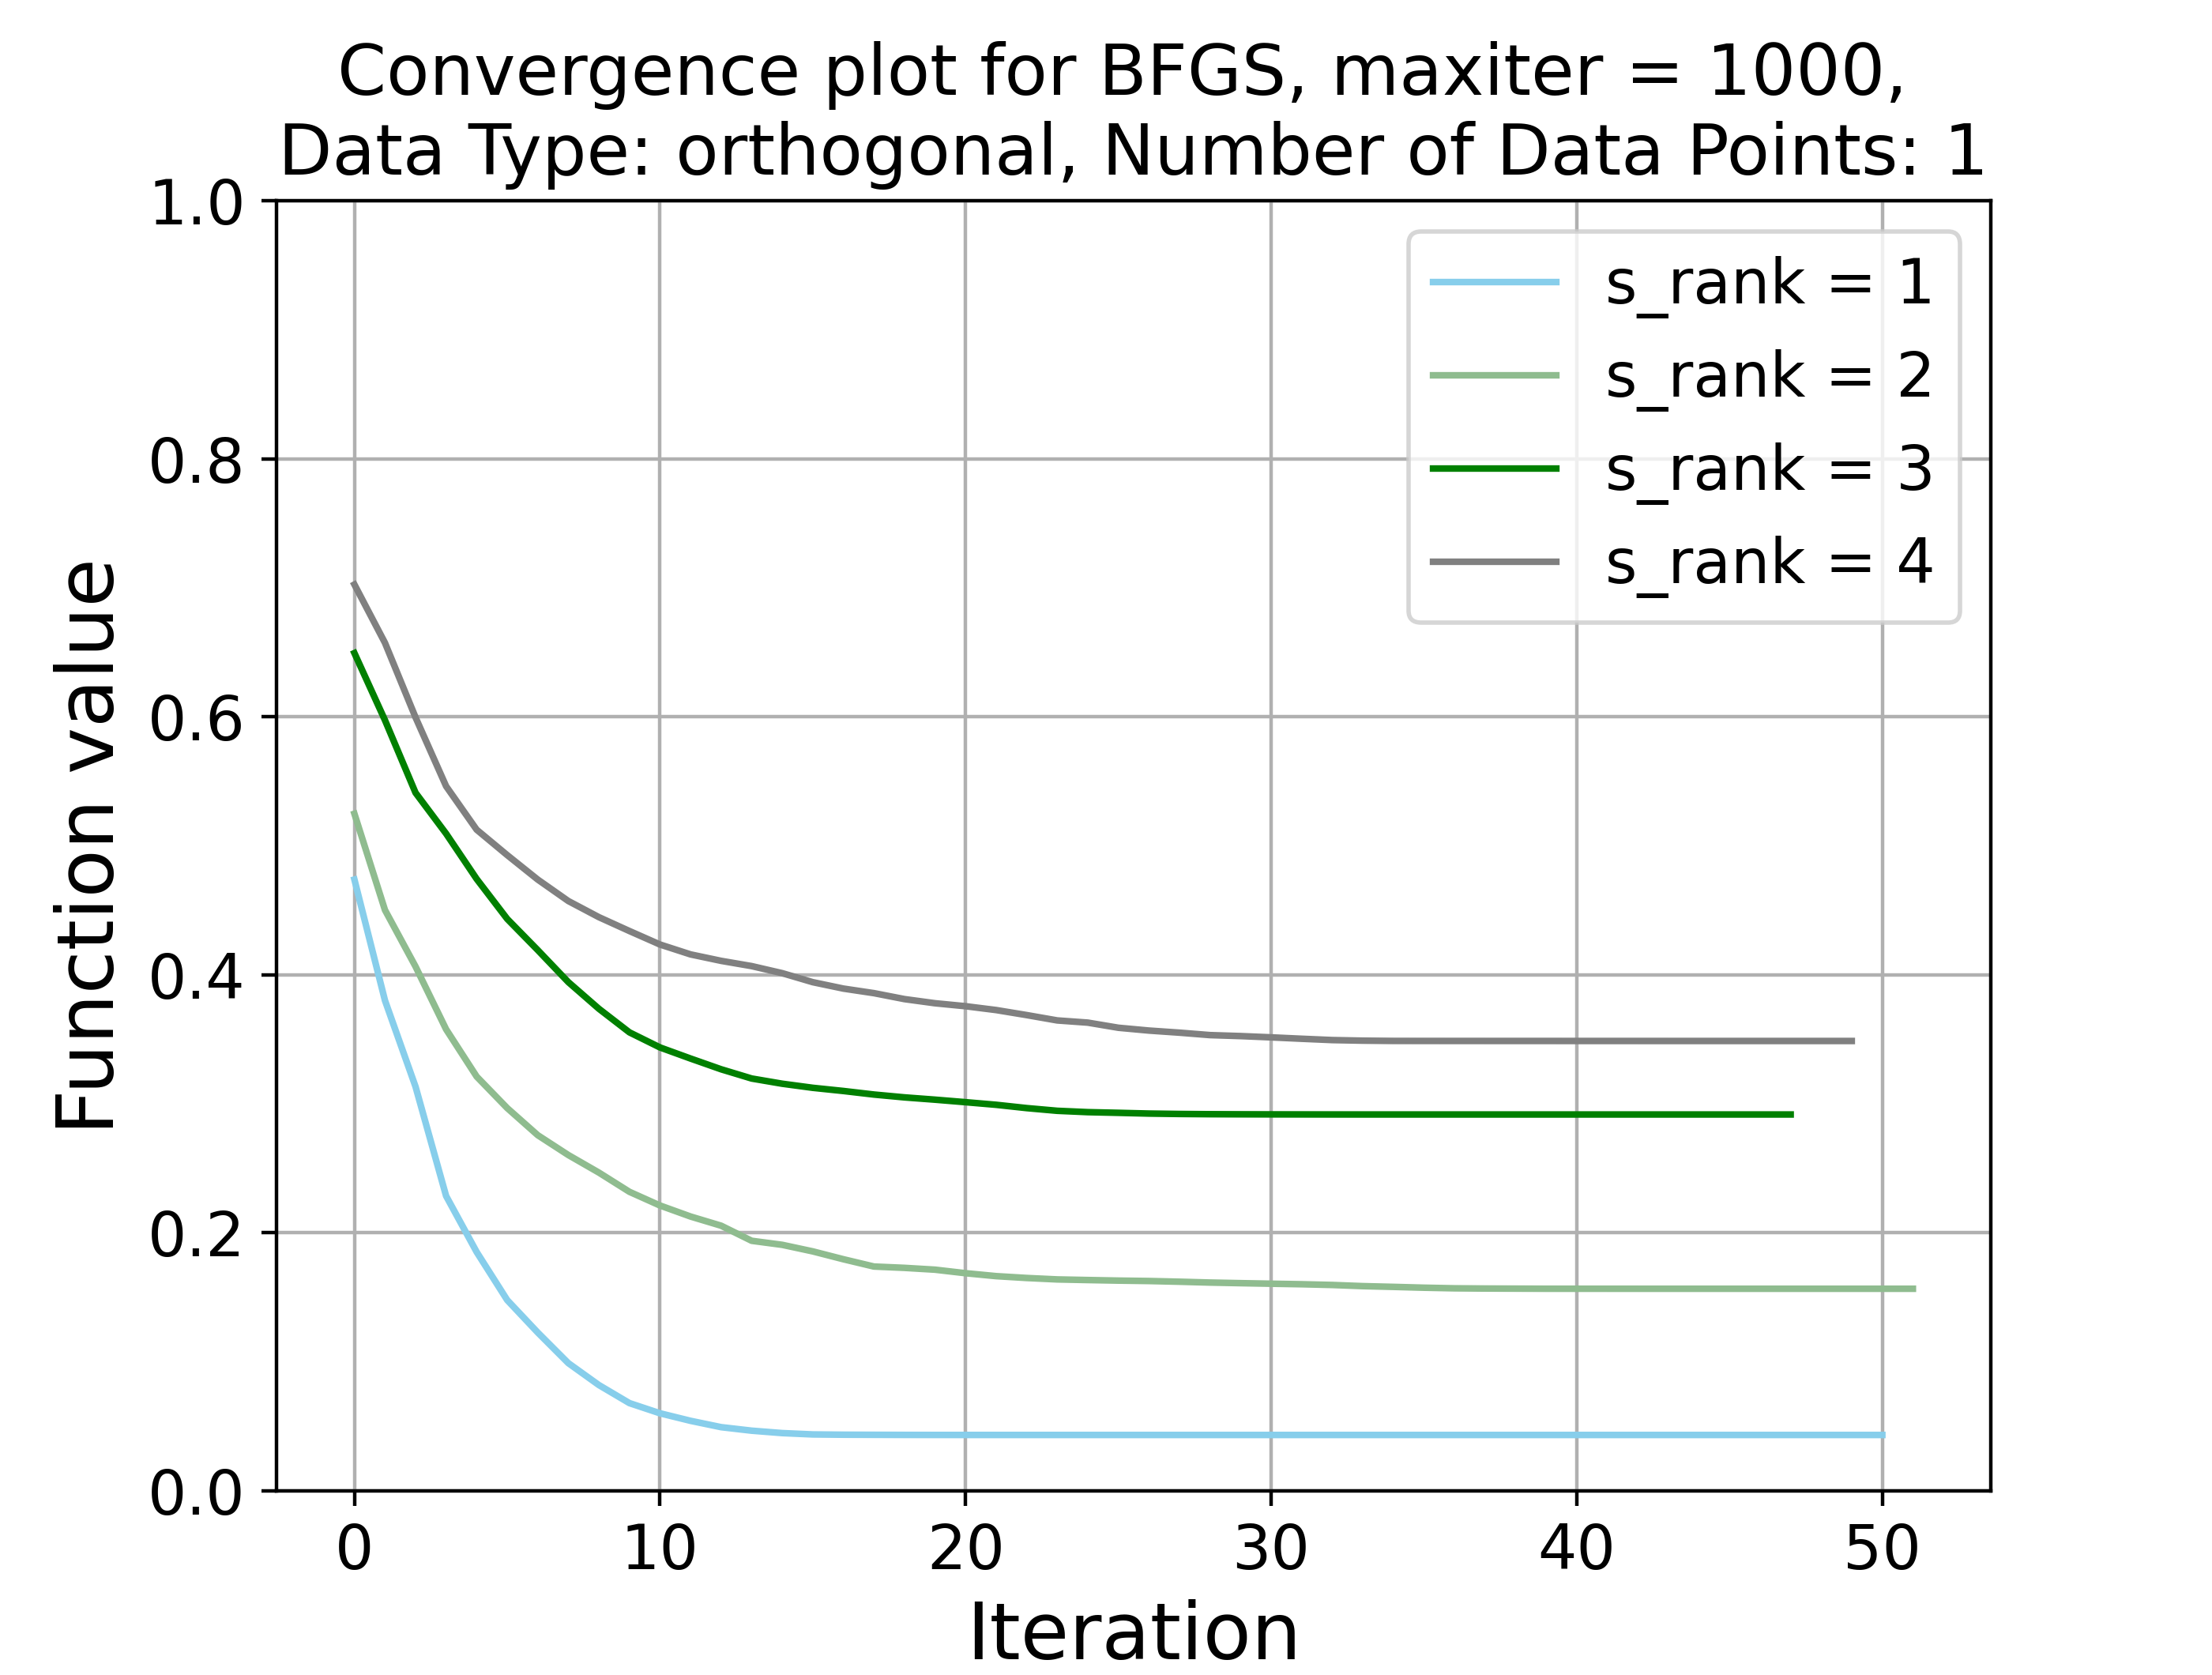 Convergence plot for BFGS, maxiter = 1000,
Data Type: orthogonal, Number of Data Points: 1
1.0
0.8
0.6
0.4
0.2
0.0
Function value
s_rank = 1
s_rank = 2
s_rank = 3
s_rank = 4
0 10 20 30 40 50
Iteration